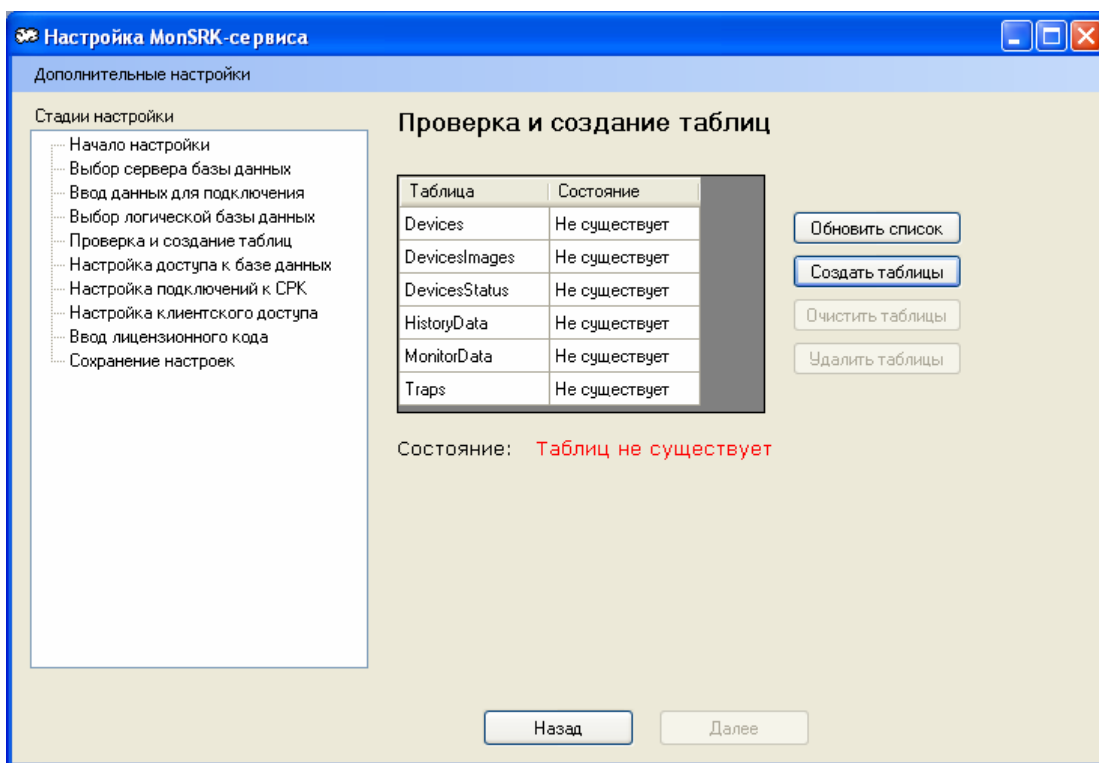 Настройка MonSRK-сервиса
Дополнительные настройки
Стадии настройки
Начало настройки
Выбор сервера базы данных
Ввод данных для подключения
Выбор логической базы данных
Проверка и создание таблиц
Настройка доступа к базе данных
Настройка подключений к СРК
Настройка клиентского доступа
Ввод лицензионного кода
Сохранение настроек
Проверка и создание таблиц
Таблица Состояние
Devices Не существует
DevicesImages Не существует
DevicesStatus Не существует
HistoryData Не существует
MonitorData Не существует
Traps Не существует
Обновить список
Создать таблицы
Очистить таблицы
Удалить таблицы
Состояние: Таблиц не существует
Назад Далее